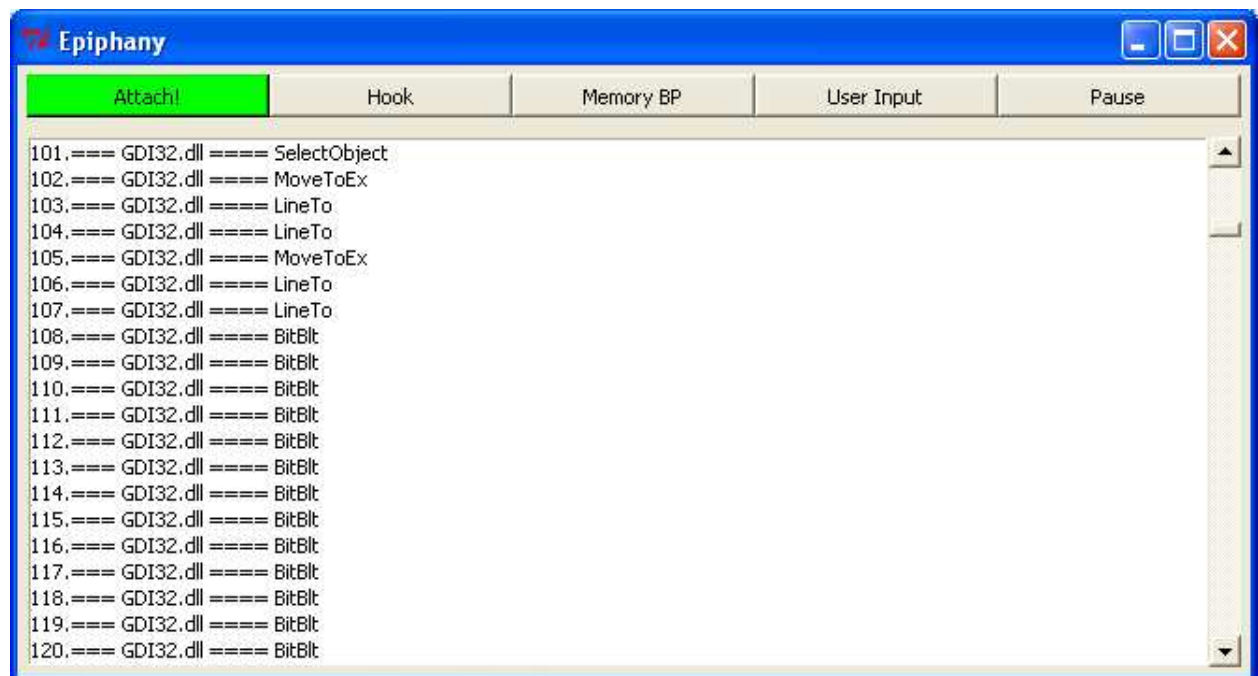 Epiphany
Attach! Hook Memory BP User Input Pause
101.=== GDI32.dll ==== SelectObject
102.=== GDI32.dll ==== MoveToEx
103.=== GDI32.dll ==== LineTo
104.=== GDI32.dll ==== LineTo
105.=== GDI32.dll ==== MoveToEx
106.=== GDI32.dll ==== LineTo
107.=== GDI32.dll ==== LineTo
108.=== GDI32.dll ==== BitBlt
109.=== GDI32.dll ==== BitBlt
110.=== GDI32.dll ==== BitBlt
111.=== GDI32.dll ==== BitBlt
112.=== GDI32.dll ==== BitBlt
113.=== GDI32.dll ==== BitBlt
114.=== GDI32.dll ==== BitBlt
115.=== GDI32.dll ==== BitBlt
116.=== GDI32.dll ==== BitBlt
117.=== GDI32.dll ==== BitBlt
118.=== GDI32.dll ==== BitBlt
119.=== GDI32.dll ==== BitBlt
120.=== GDI32.dll ==== BitBlt